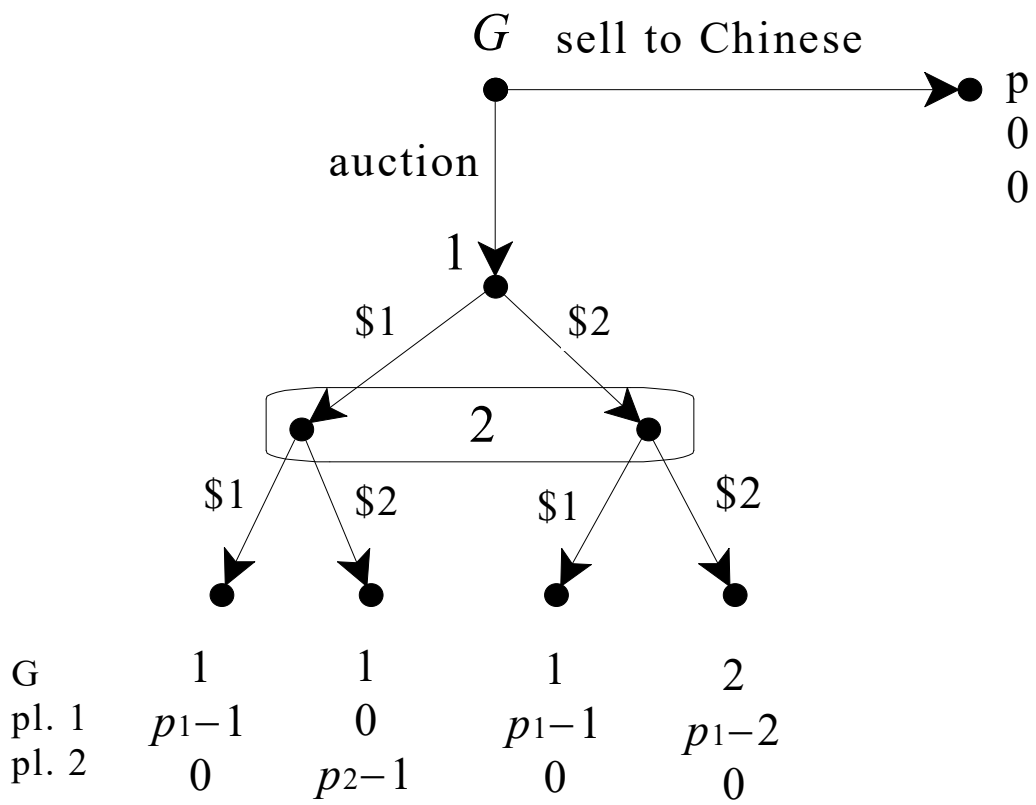 G sell to Chinese
p
0
0
auction
1
$1 $2
2
$1 $2 $1 $2
G 1 1 1 2
pl. 1 p1−1 0 p1−1 p1−2
pl. 2 0 p2−1 0 0